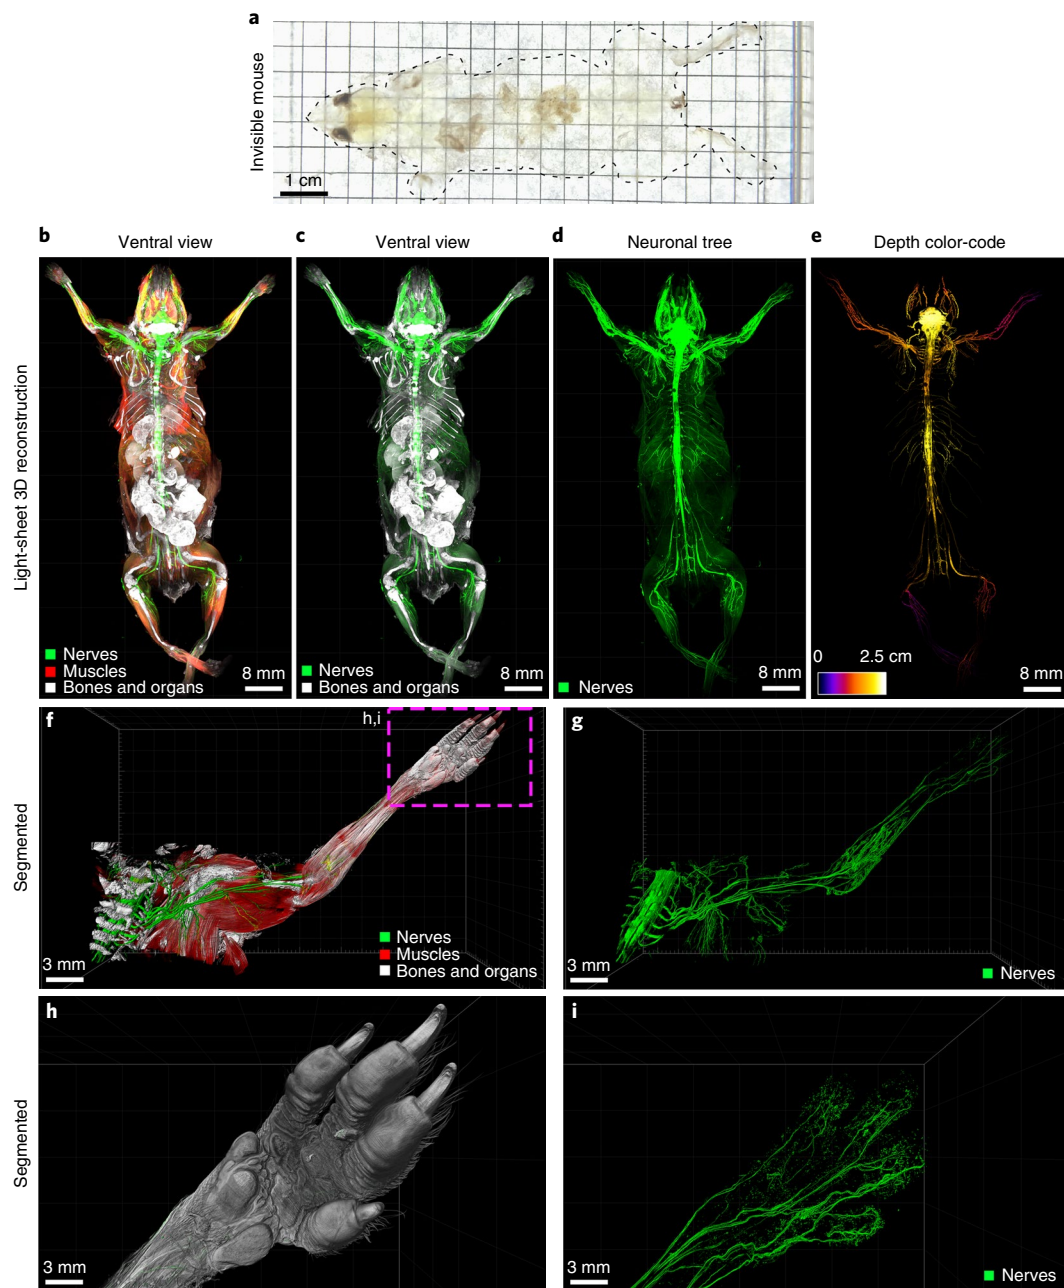 a
Invisible mouse
1 cm
b Ventral view
c Ventral view
d Neuronal tree
e Depth color-code
Light-sheet 3D reconstruction
Nerves
Muscles
Bones and organs
8 mm
Nerves
Bones and organs
8 mm
Nerves
8 mm
0 2.5 cm
8 mm
Segmented
f
h,i
Nerves
Muscles
Bones and organs
3 mm
g
3 mm
Nerves
Segmented
h
3 mm
i
3 mm
Nerves